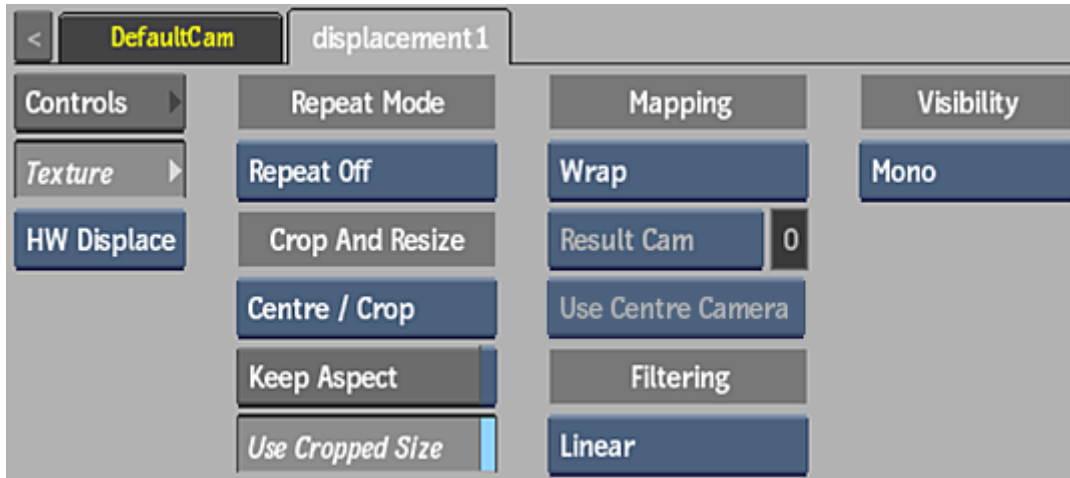 < DefaultCam displacement1
Controls Repeat Mode Mapping Visibility
Texture Repeat Off Wrap Mono
HW Displace Crop And Resize Result Cam 0
Centre / Crop Use Centre Camera
Keep Aspect Filtering
Use Cropped Size Linear